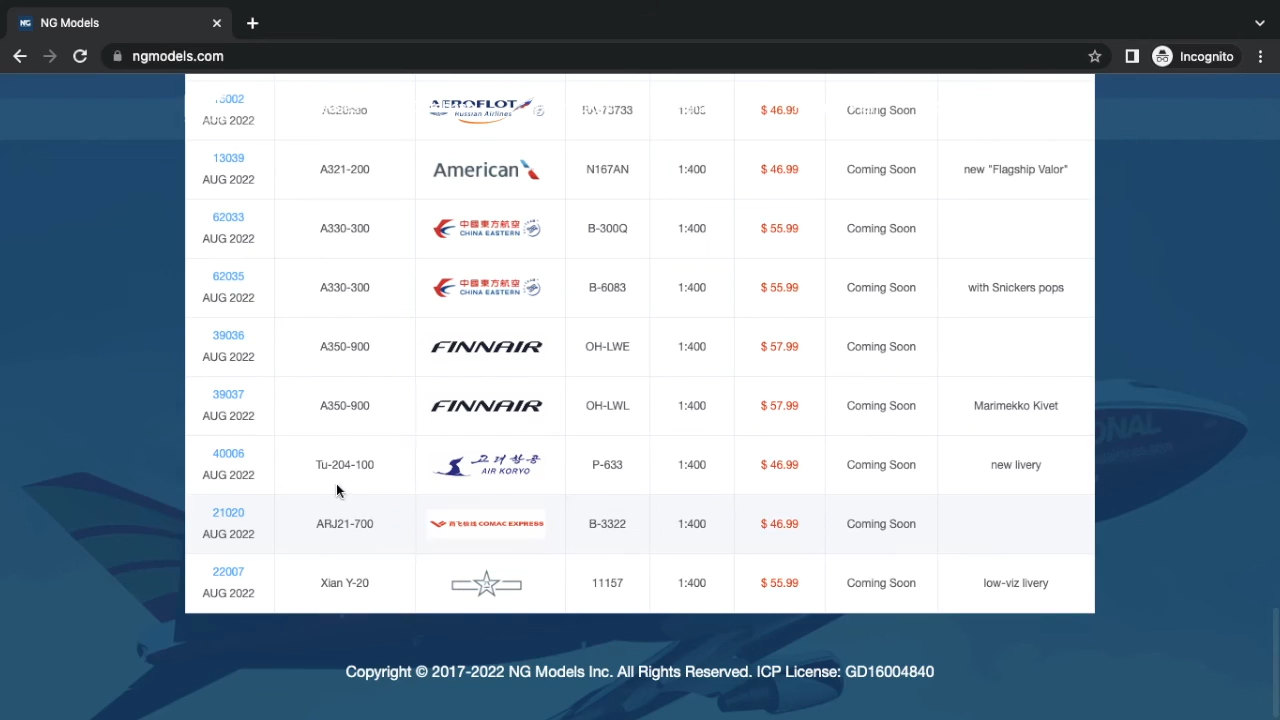 NG Models
ngmodels.com
Incognito
AUG 2022
AEROFLOT
Russian Airlines
1:400
$ 46.99
Coming Soon
13039
AUG 2022
A321-200
American
N167AN
1:400
$ 46.99
Coming Soon
new "Flagship Valor"
62033
AUG 2022
A330-300
中國東方航空
CHINA EASTERN
B-300Q
1:400
$ 55.99
Coming Soon
62035
AUG 2022
A330-300
中國東方航空
CHINA EASTERN
B-6083
1:400
$ 55.99
Coming Soon
with Snickers pops
39036
AUG 2022
A350-900
FINNAIR
OH-LWE
1:400
$ 57.99
Coming Soon
39037
AUG 2022
A350-900
FINNAIR
OH-LWL
1:400
$ 57.99
Coming Soon
Marimekko Kivet
40006
AUG 2022
Tu-204-100
고려항공
AIR KORYO
P-633
1:400
$ 46.99
Coming Soon
new livery
21020
AUG 2022
ARJ21-700
COMAC EXPRESS
B-3322
1:400
$ 46.99
Coming Soon
22007
AUG 2022
Xian Y-20
11157
1:400
$ 55.99
Coming Soon
low-viz livery
Copyright © 2017-2022 NG Models Inc. All Rights Reserved. ICP License: GD16004840